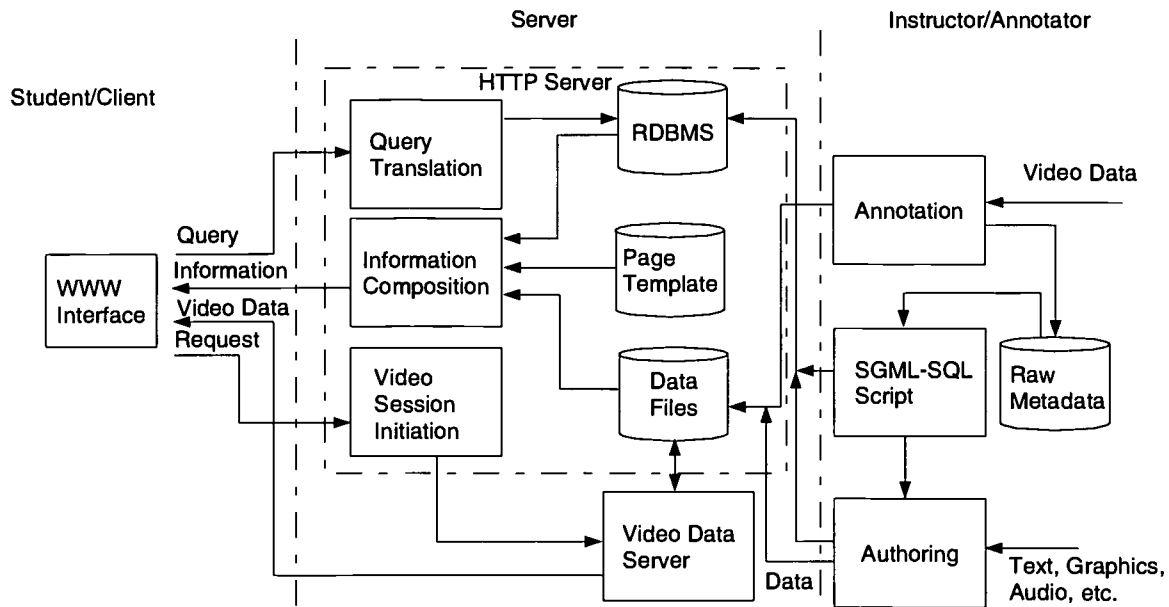 Server
Instructor/Annotator
Student/Client
HTTP Server
Query
Translation
RDBMS
Annotation
Video Data
Query
Information
Video Data
Request
WWW
Interface
Information
Composition
Page
Template
Video
Session
Initiation
Data
Files
SGML-SQL
Script
Raw
Metadata
Video Data
Server
Data
Authoring
Text, Graphics,
Audio, etc.